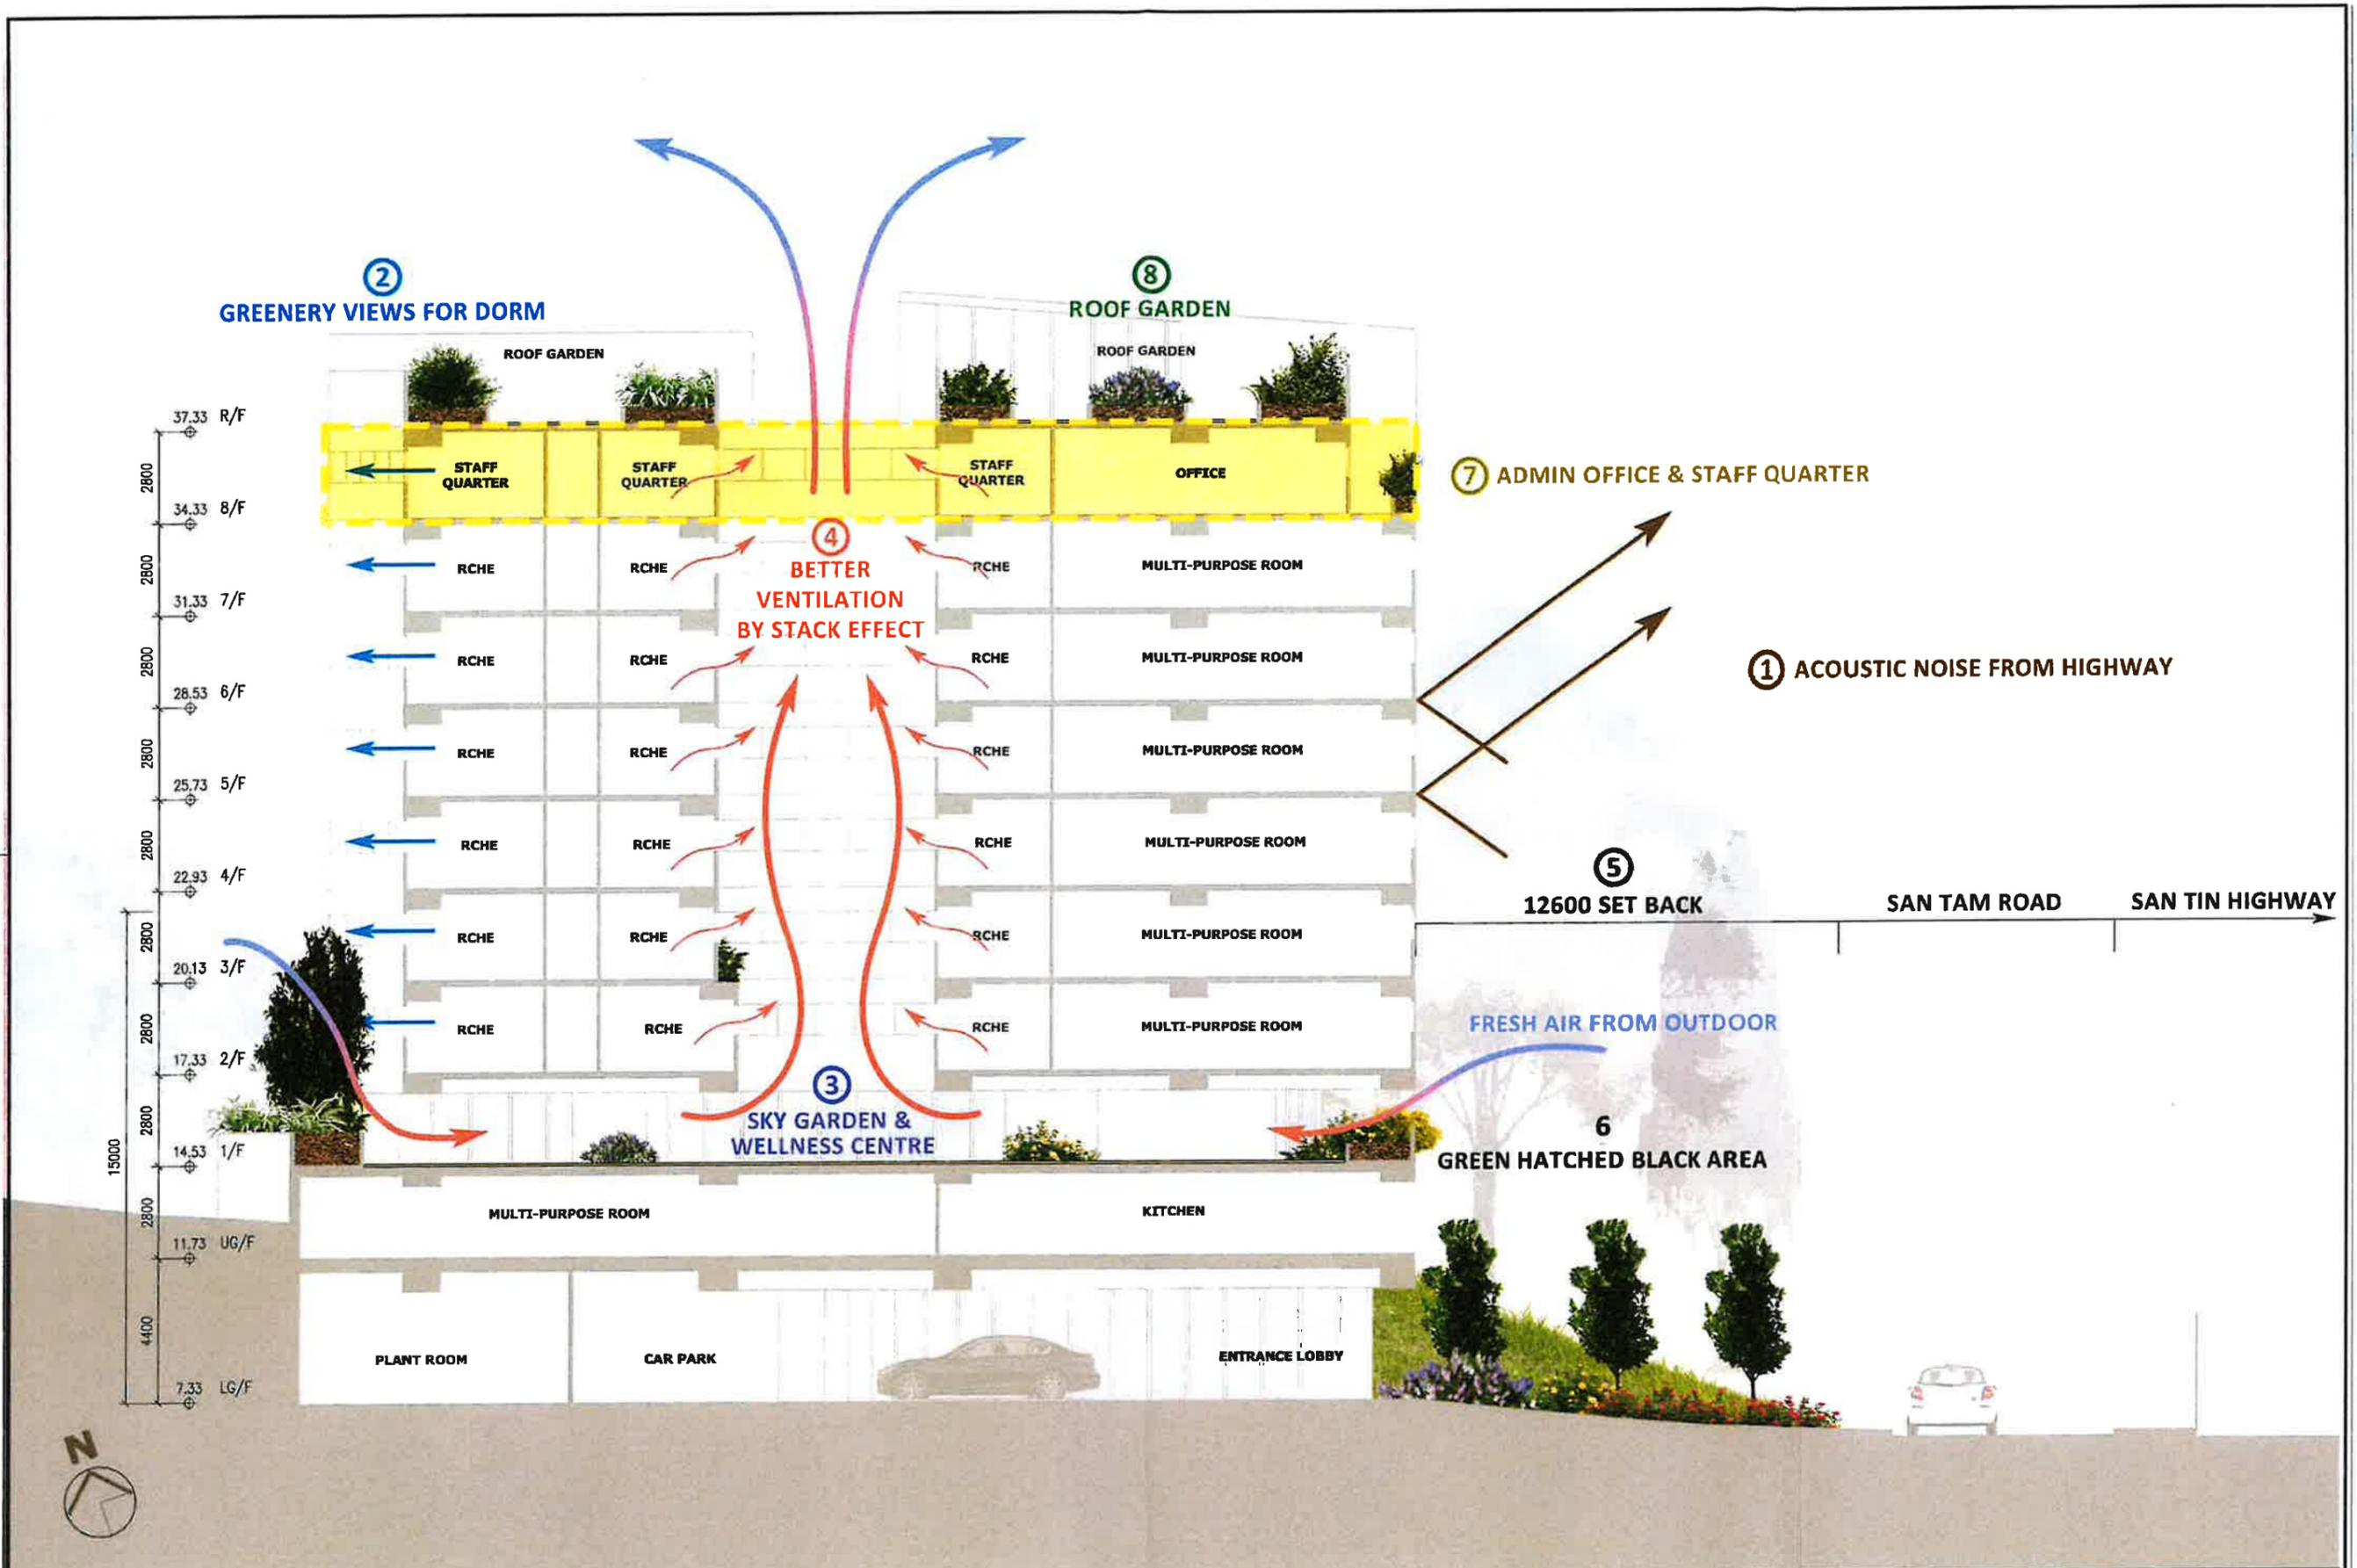 2
GREENERY VIEWS FOR DORM
8
ROOF GARDEN
ROOF GARDEN
ROOF GARDEN
37.33 R/F
2800
STAFF
QUARTER
STAFF
QUARTER
STAFF
QUARTER
OFFICE
7 ADMIN OFFICE & STAFF QUARTER
34.33 8/F
4
BETTER
VENTILATION
BY STACK EFFECT
2800
RCHE
RCHE
RCHE
MULTI-PURPOSE ROOM
31.33 7/F
2800
RCHE
RCHE
RCHE
MULTI-PURPOSE ROOM
1 ACOUSTIC NOISE FROM HIGHWAY
28.53 6/F
2800
RCHE
RCHE
RCHE
MULTI-PURPOSE ROOM
25.73 5/F
2800
RCHE
RCHE
RCHE
MULTI-PURPOSE ROOM
22.93 4/F
5
12600 SET BACK
SAN TAM ROAD
SAN TIN HIGHWAY
2800
RCHE
RCHE
RCHE
MULTI-PURPOSE ROOM
20.13 3/F
2800
RCHE
RCHE
RCHE
MULTI-PURPOSE ROOM
FRESH AIR FROM OUTDOOR
17.33 2/F
2800
3
SKY GARDEN &
WELLNESS CENTRE
6
GREEN HATCHED BLACK AREA
14.53 1/F
15000
2800
MULTI-PURPOSE ROOM
KITCHEN
11.73 UG/F
4400
PLANT ROOM
CAR PARK
ENTRANCE LOBBY
7.33 LG/F
N